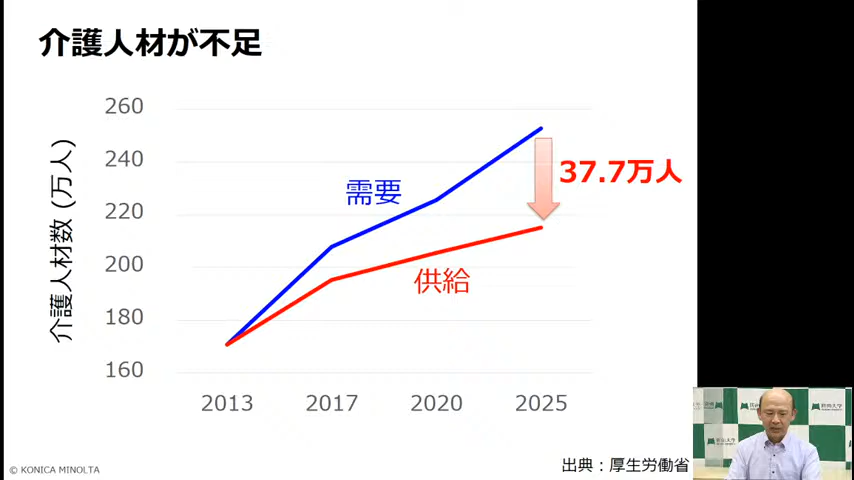 介護人材が不足
介護人材数 (万人)
260
240
220
200
180
160
需要
37.7万人
供給
2013 2017 2020 2025
出典：厚生労働省
© KONICA MINOLTA